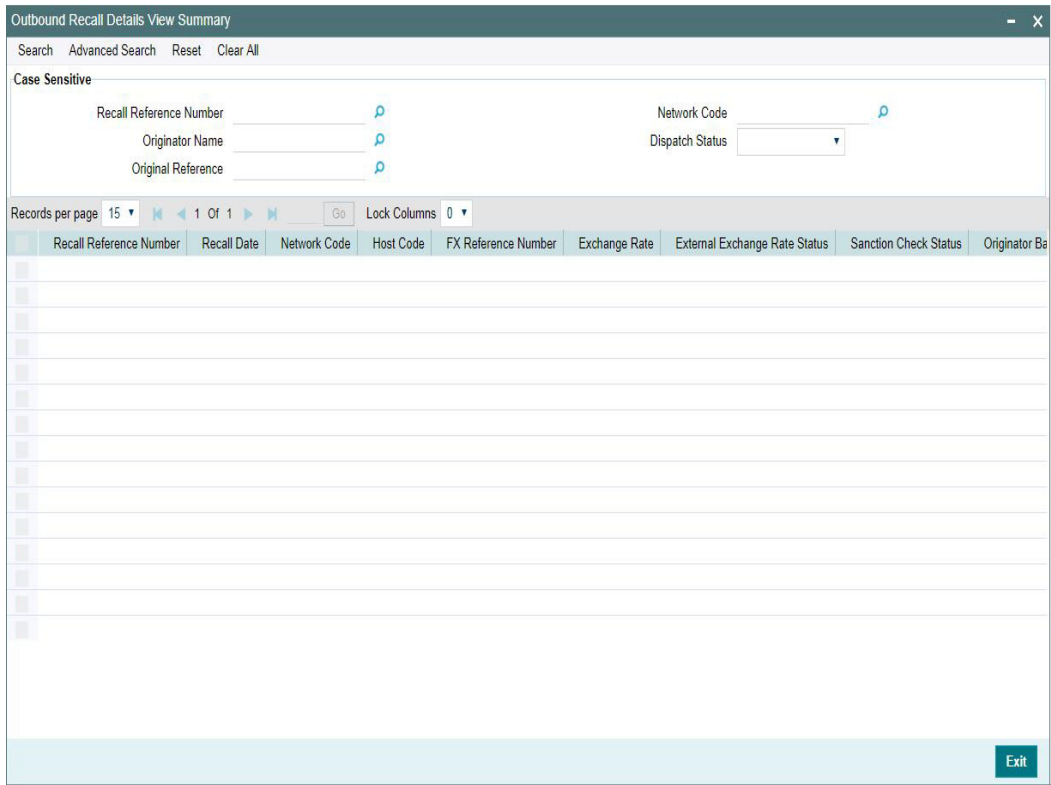 Outbound Recall Details View Summary
Search Advanced Search Reset Clear All
Case Sensitive
Recall Reference Number Network Code
Originator Name Dispatch Status
Original Reference
Records per page 15 1 Of 1 Go Lock Columns 0
Recall Reference Number Recall Date Network Code Host Code FX Reference Number Exchange Rate External Exchange Rate Status Sanction Check Status Originator Ba
Exit